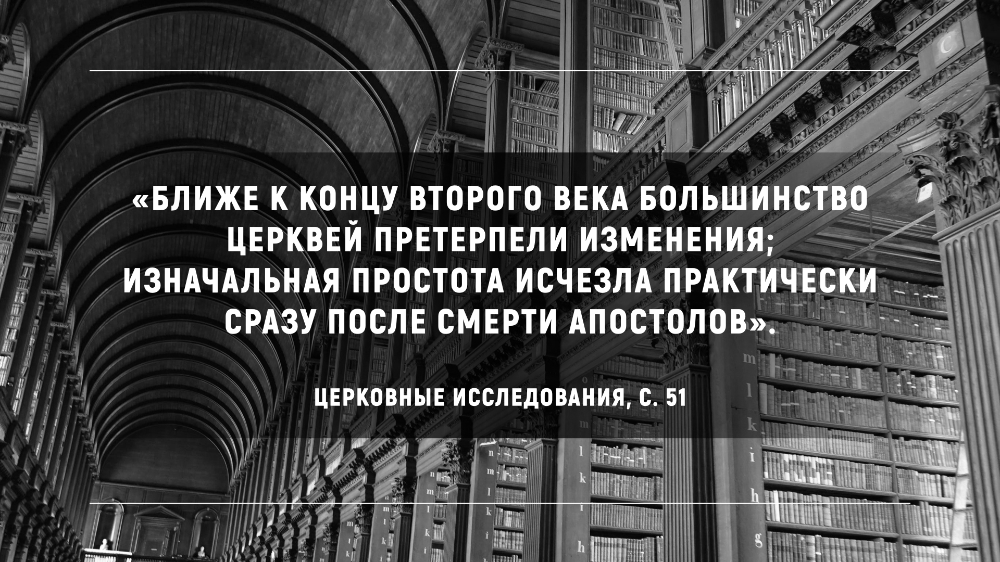 «БЛИЖЕ К КОНЦУ ВТОРОГО ВЕКА БОЛЬШИНСТВО
ЦЕРКВЕЙ ПРЕТЕРПЕЛИ ИЗМЕНЕНИЯ;
ИЗНАЧАЛЬНАЯ ПРОСТОТА ИСЧЕЗЛА ПРАКТИЧЕСКИ
СРАЗУ ПОСЛЕ СМЕРТИ АПОСТОЛОВ».
ЦЕРКОВНЫЕ ИССЛЕДОВАНИЯ, С. 51